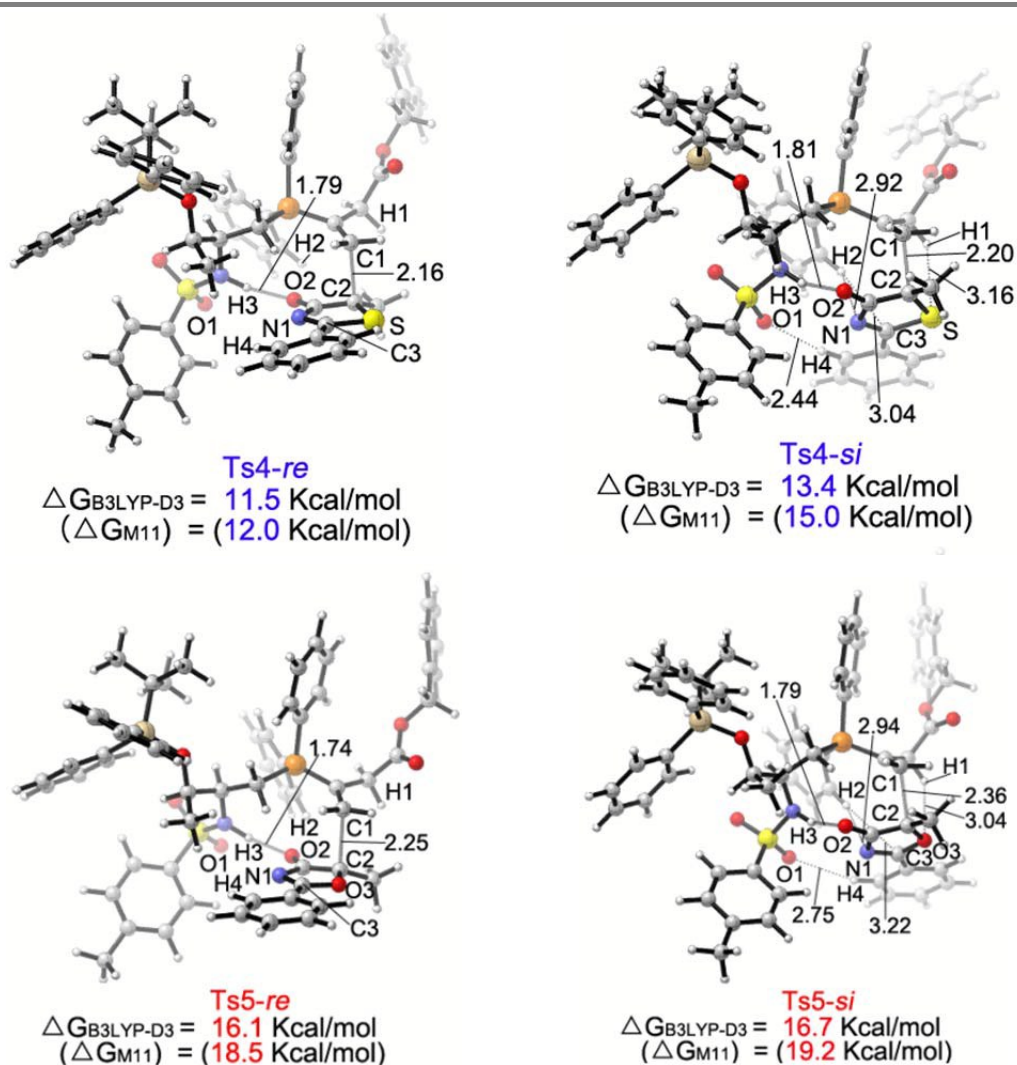 1.79
H1
H2
C1
2.16
O2
C2
H3
O1
N1
S
H4
C3
Ts4-re
△GB3LYP-D3 = 11.5 Kcal/mol
(△GM11) = (12.0 Kcal/mol)
1.81
2.92
H1
H2
C1
2.20
C2
H3
O2
3.16
O1
N1
C3
S
H4
2.44
3.04
Ts4-si
△GB3LYP-D3 = 13.4 Kcal/mol
(△GM11) = (15.0 Kcal/mol)
1.74
H1
H2
C1
2.25
O1
H3
O2
C2
N1
H4
O3
C3
Ts5-re
△GB3LYP-D3 = 16.1 Kcal/mol
(△GM11) = (18.5 Kcal/mol)
1.79
2.94
H1
H2
C1
2.36
C2
3.04
H3
O2
O3
O1
N1
C3
H4
2.75
3.22
Ts5-si
△GB3LYP-D3 = 16.7 Kcal/mol
(△GM11) = (19.2 Kcal/mol)